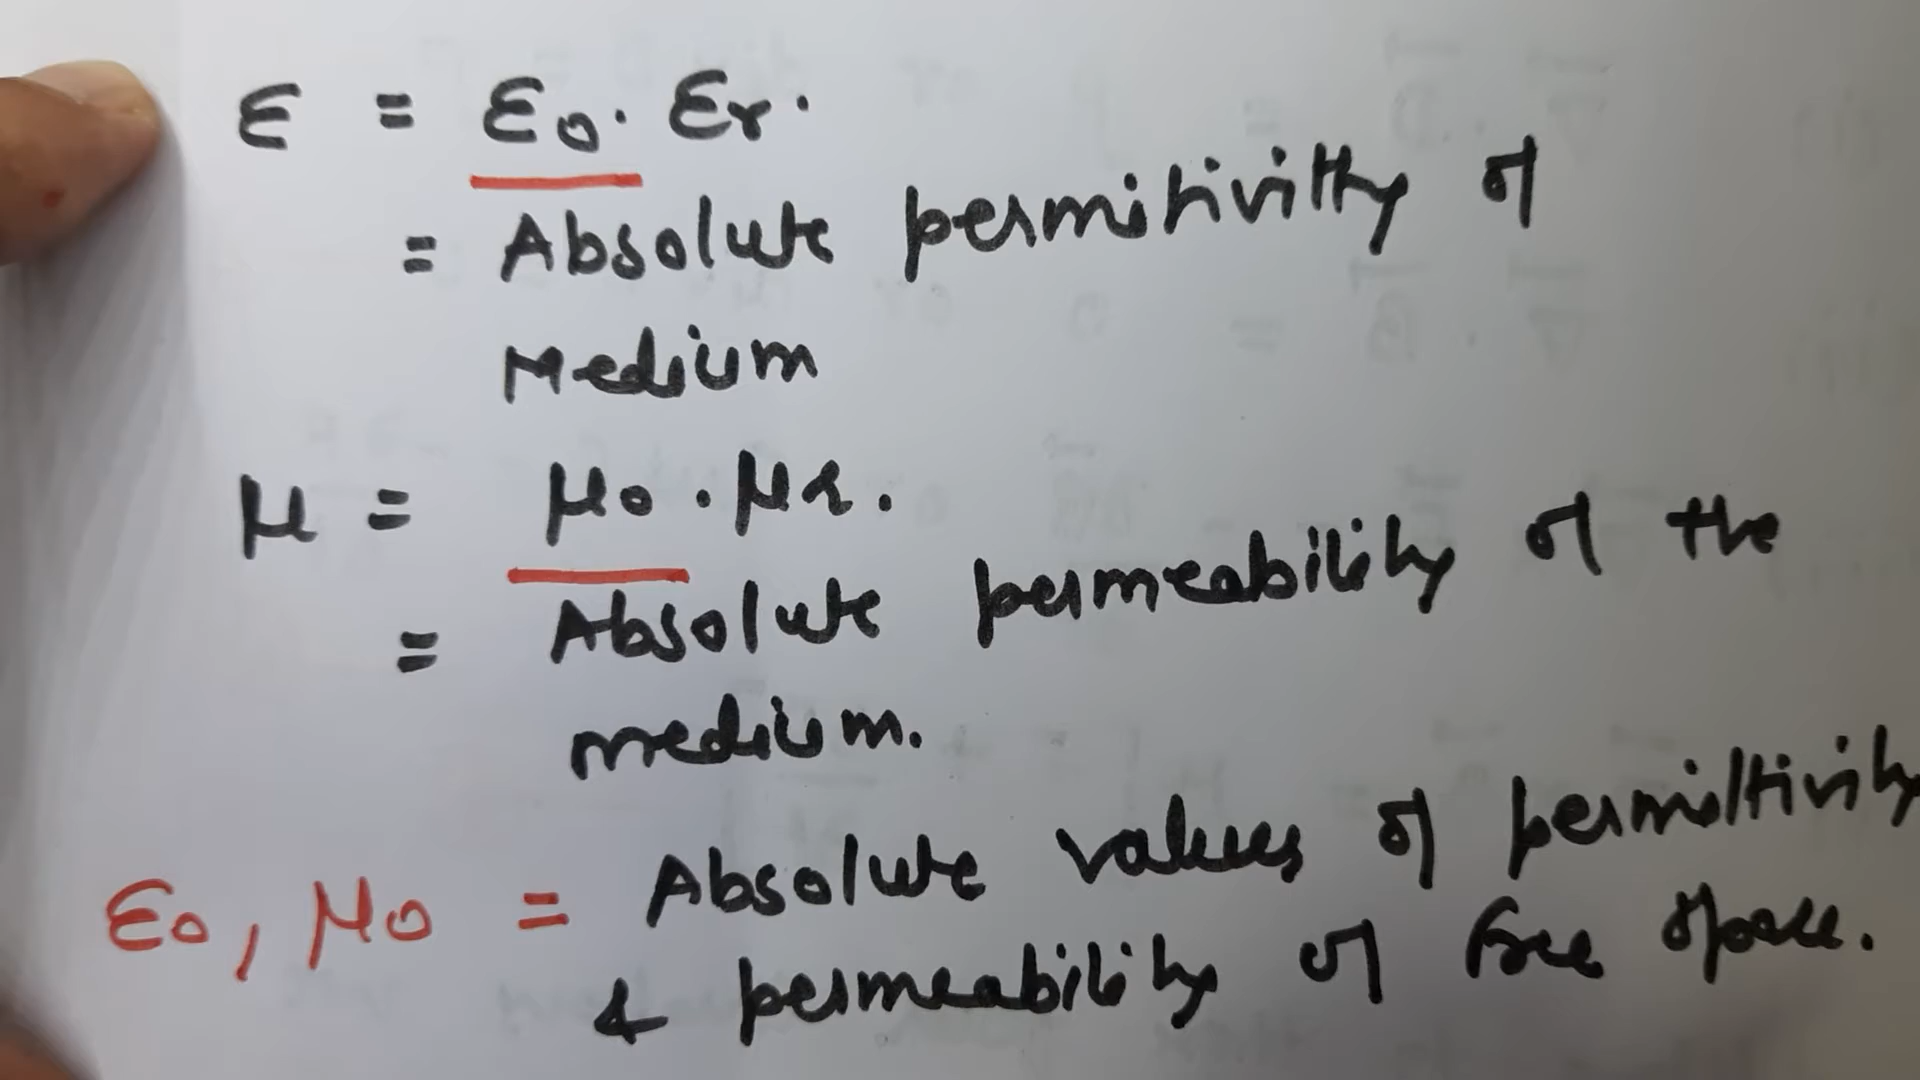 ε = ε0. εr.
= Absolute permitivitty of
Medium
μ = μ0 . μr.
= Absolute permeability of the
medium.
ε0, μ0 = Absolute values of permittivity
& permeability of free space.